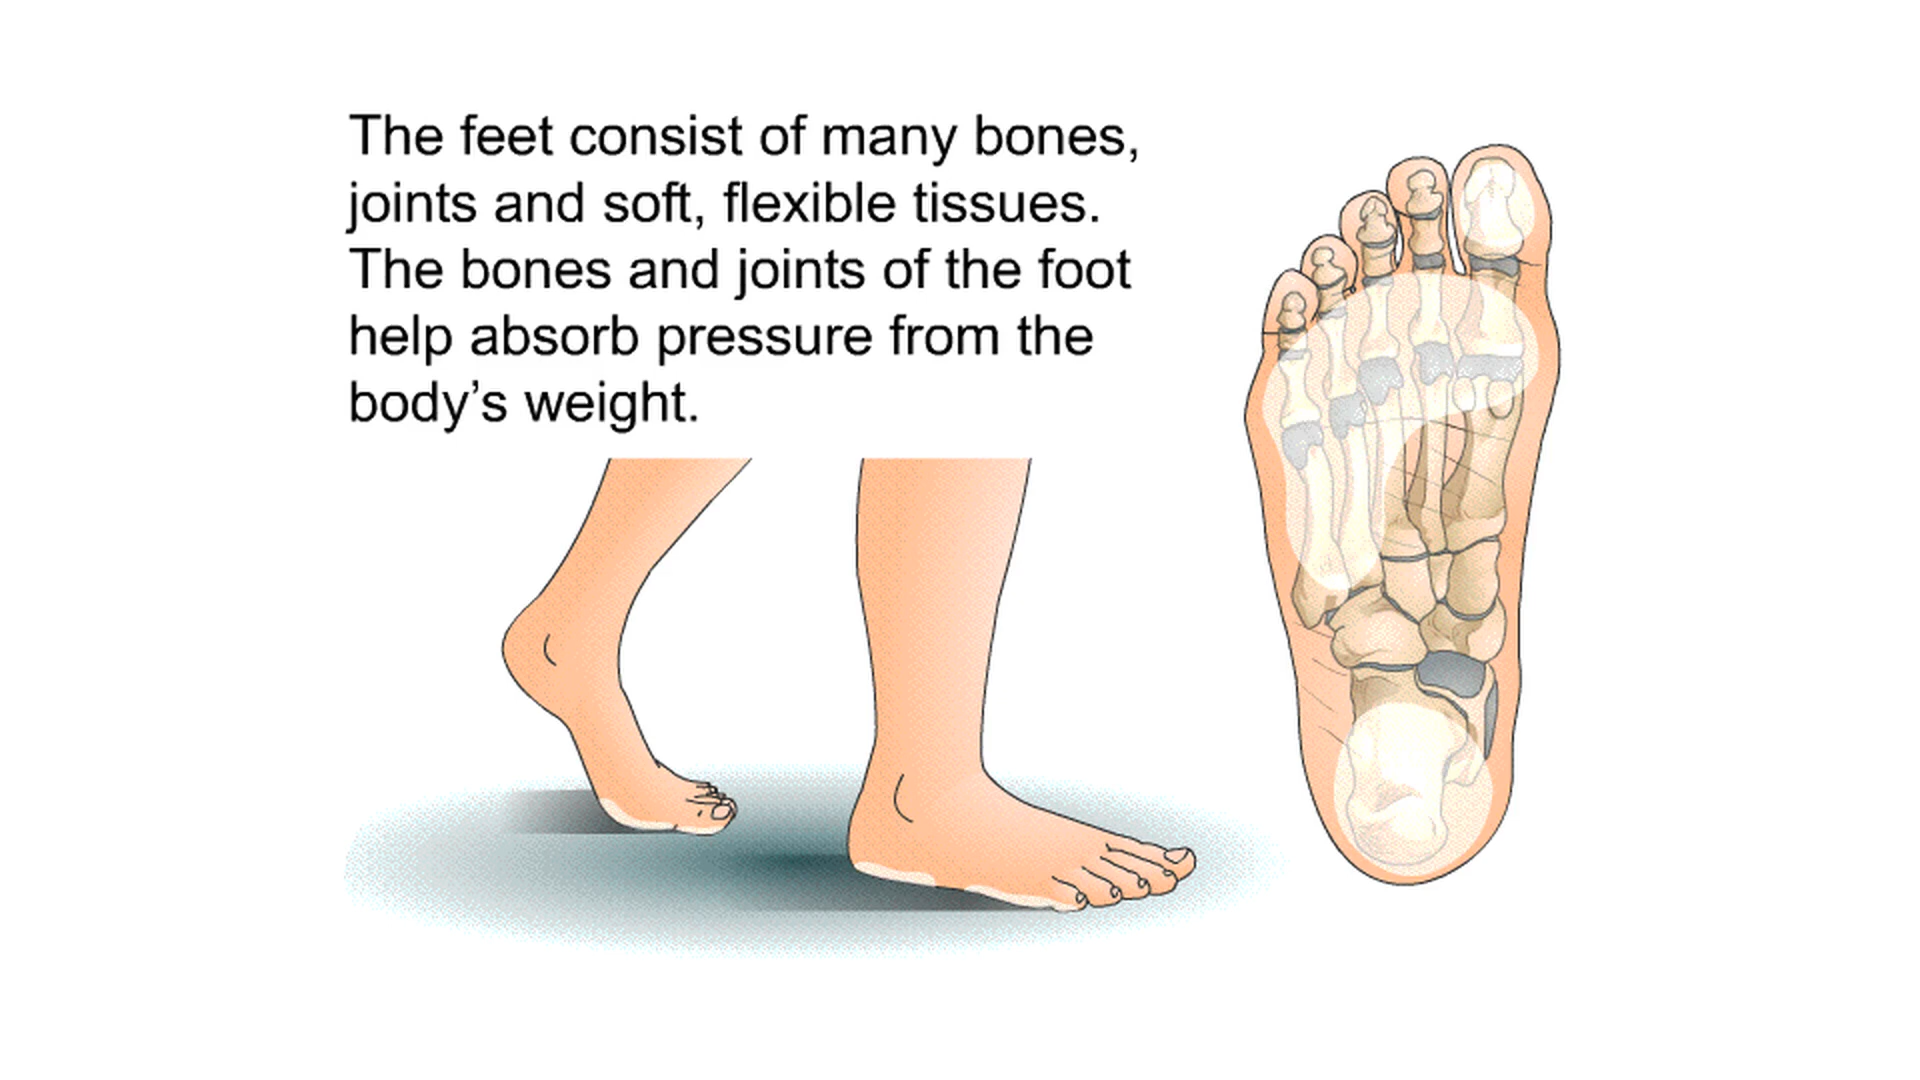 The feet consist of many bones,
joints and soft, flexible tissues.
The bones and joints of the foot
help absorb pressure from the
body’s weight.